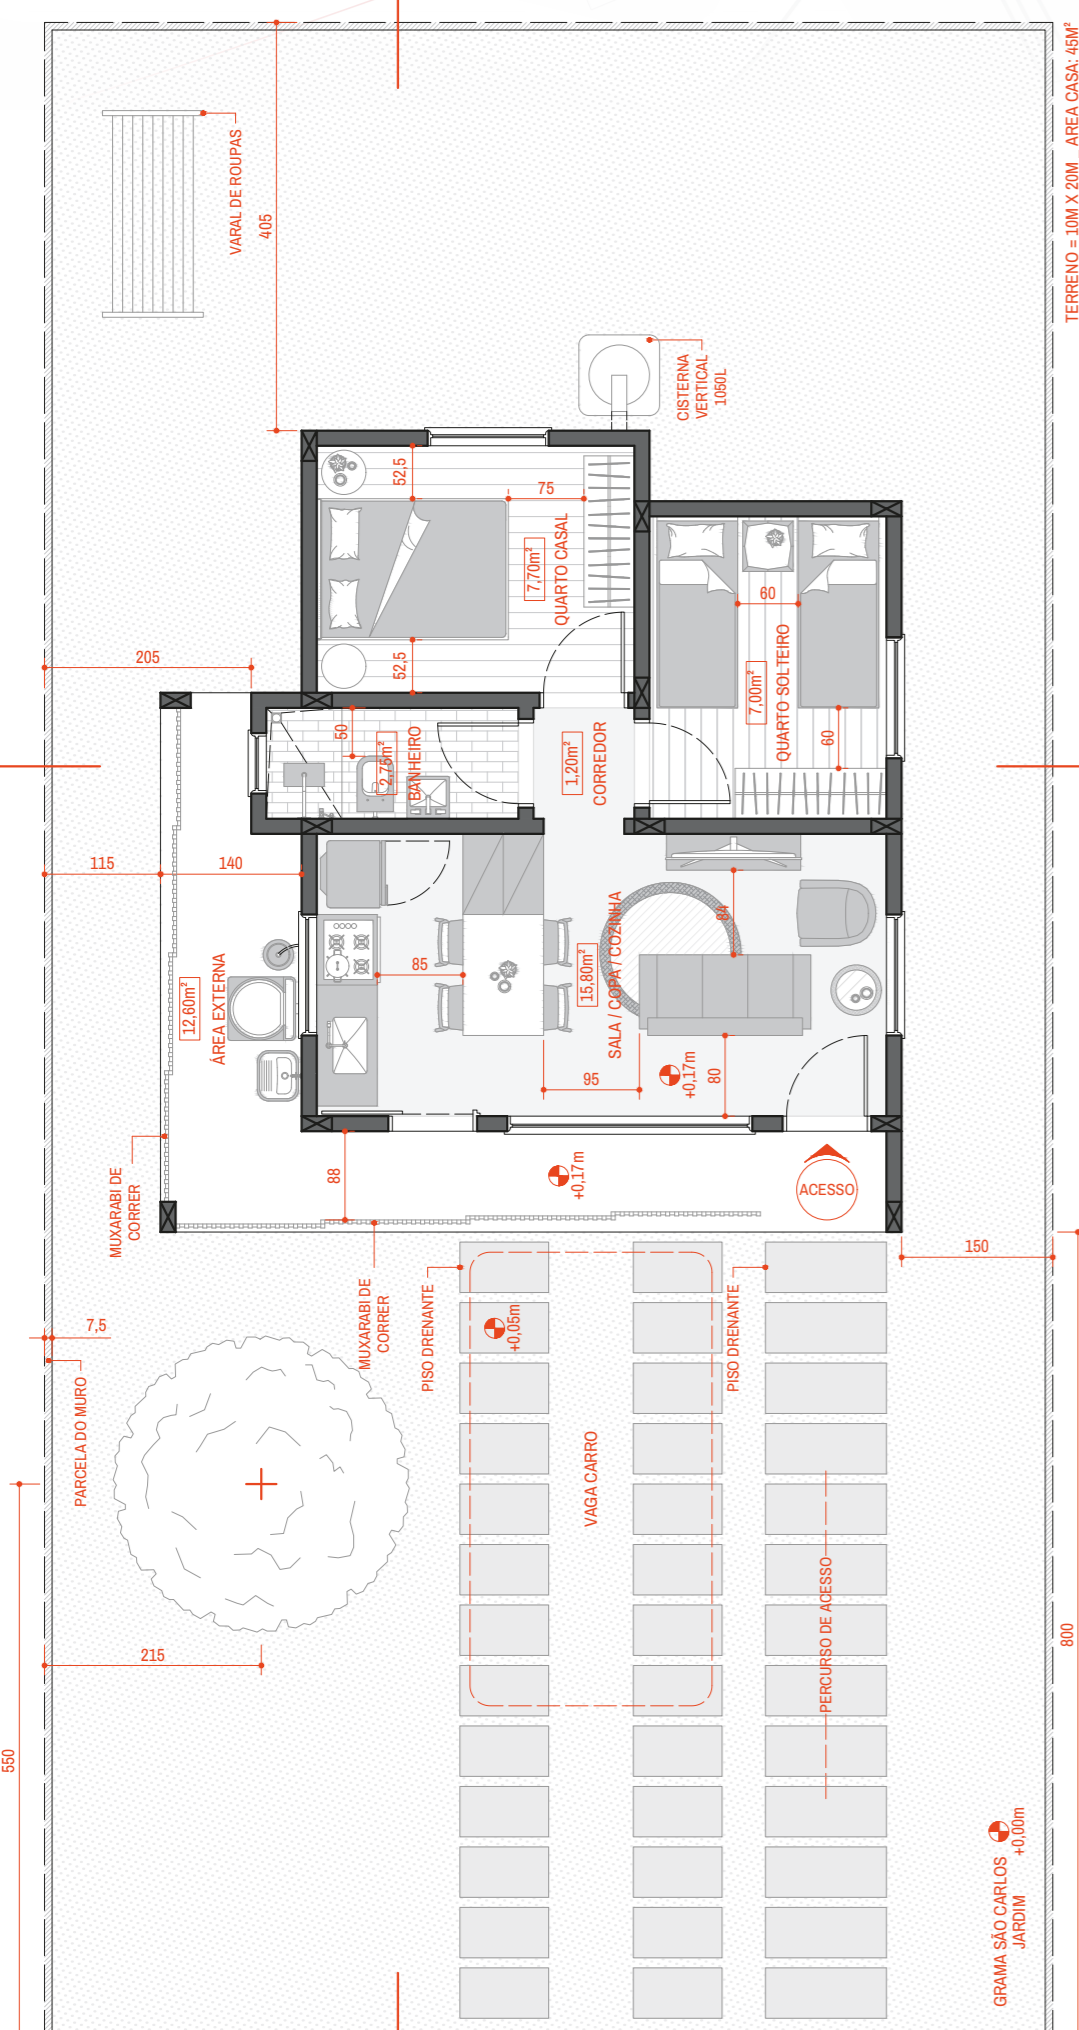 TERRENO = 10M X 20M AREA CASA: 45M²
VARAL DE ROUPAS
405
CISTERNA
VERTICAL
1050L
52,5
75
7,70m²
QUARTO CASAL
52,5
60
7,00m²
QUARTO SOLTEIRO
60
205
50
2,75m²
BANHEIRO
1,20m²
CORREDOR
115
140
84
85
15,80m²
SALA / COPA / COZINHA
12,60m²
ÁREA EXTERNA
95
+0,17m
80
MUXARABI DE
CORRER
88
+0,17m
ACESSO
150
7,5
PARCELA DO MURO
MUXARABI DE
CORRER
PISO DRENANTE
+0,05m
PISO DRENANTE
VAGA CARRO
PERCURSO DE ACESSO
215
550
800
GRAMA SÃO CARLOS
JARDIM
+0,00m